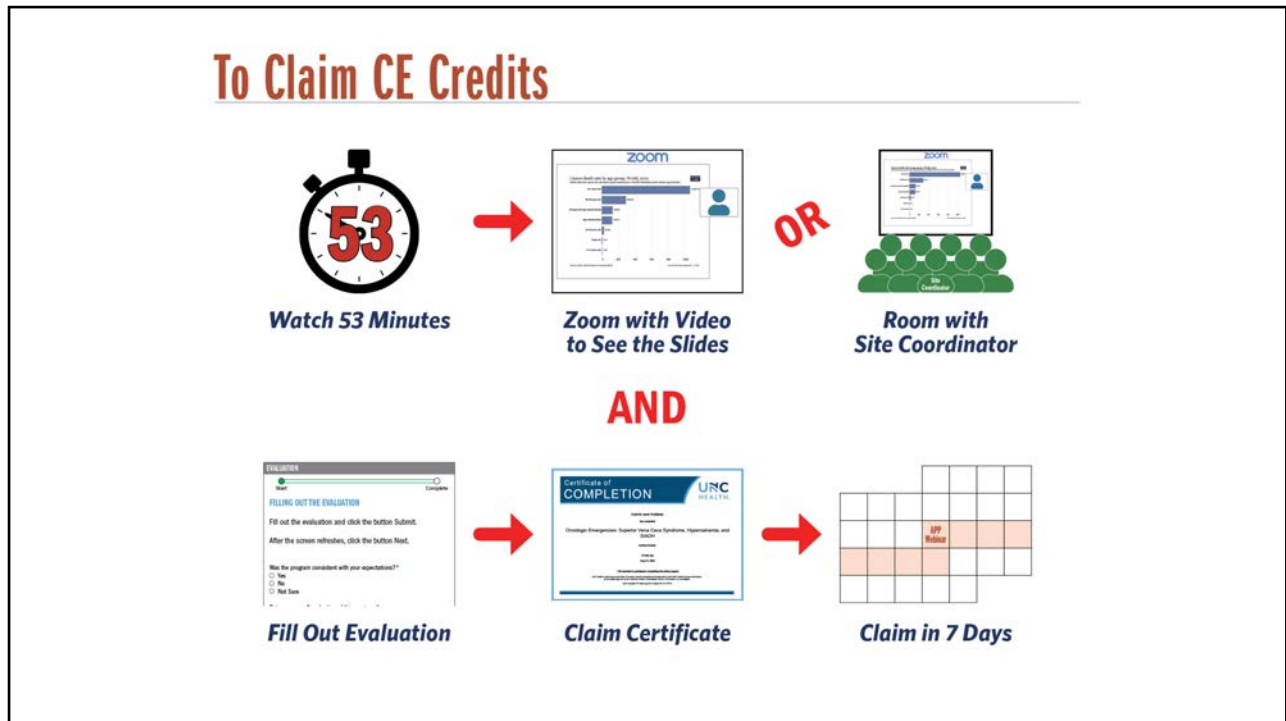 To Claim CE Credits
53
zoom
zoom
OR
Site
Coordinator
Watch 53 Minutes
Zoom with Video
to See the Slides
Room with
Site Coordinator
AND
EVALUATION
Start
Complete
FILLING OUT THE EVALUATION
Fill out the evaluation and click the button Submit.
After the screen refreshes, click the button Next.
Was the program consistent with your expectations?*
Yes
No
Not Sure
Certificate of
COMPLETION
UNC
HEALTH
Oncologic Emergencies: Superior Vena Cava Syndrome, Hypercalcemia, and
SIADH
APP
Webinar
Fill Out Evaluation
Claim Certificate
Claim in 7 Days